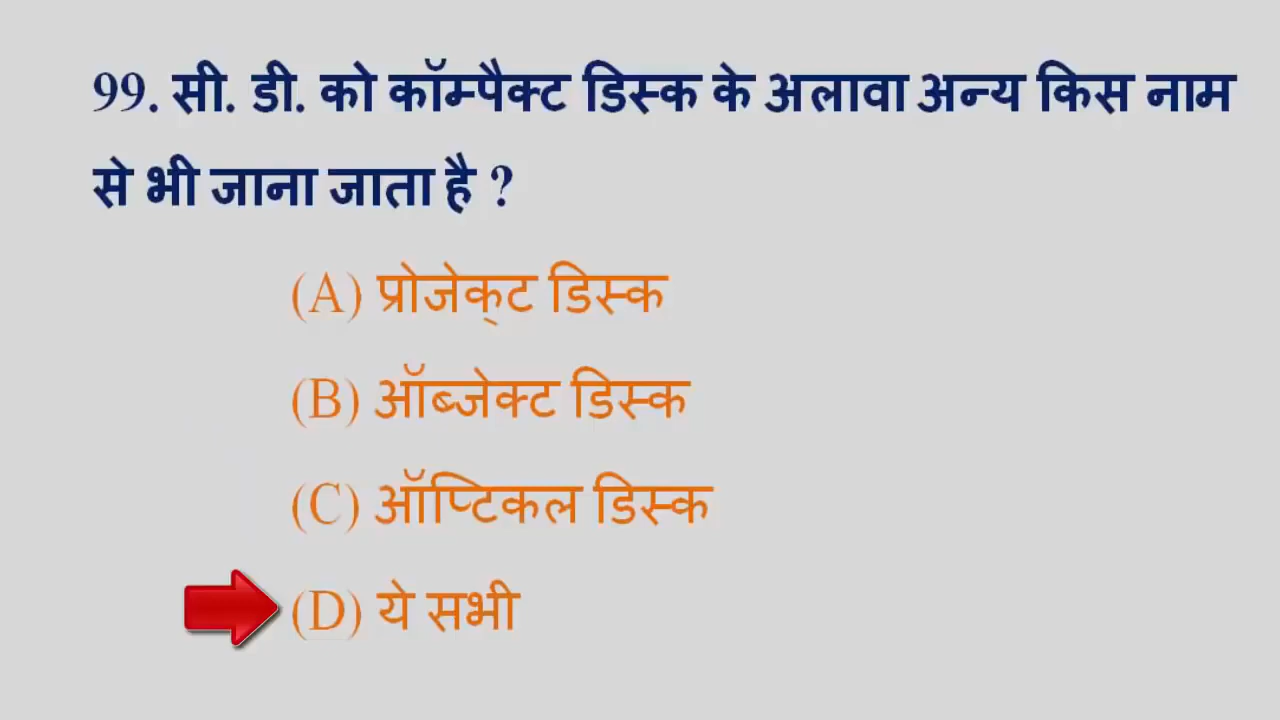 99. सी. डी. को कॉम्पैक्ट डिस्क के अलावा अन्य किस नाम
से भी जाना जाता है ?
(A) प्रोजेक्‌ट डिस्क
(B) ऑब्जेक्ट डिस्क
(C) ऑप्टिकल डिस्क
(D) ये सभी